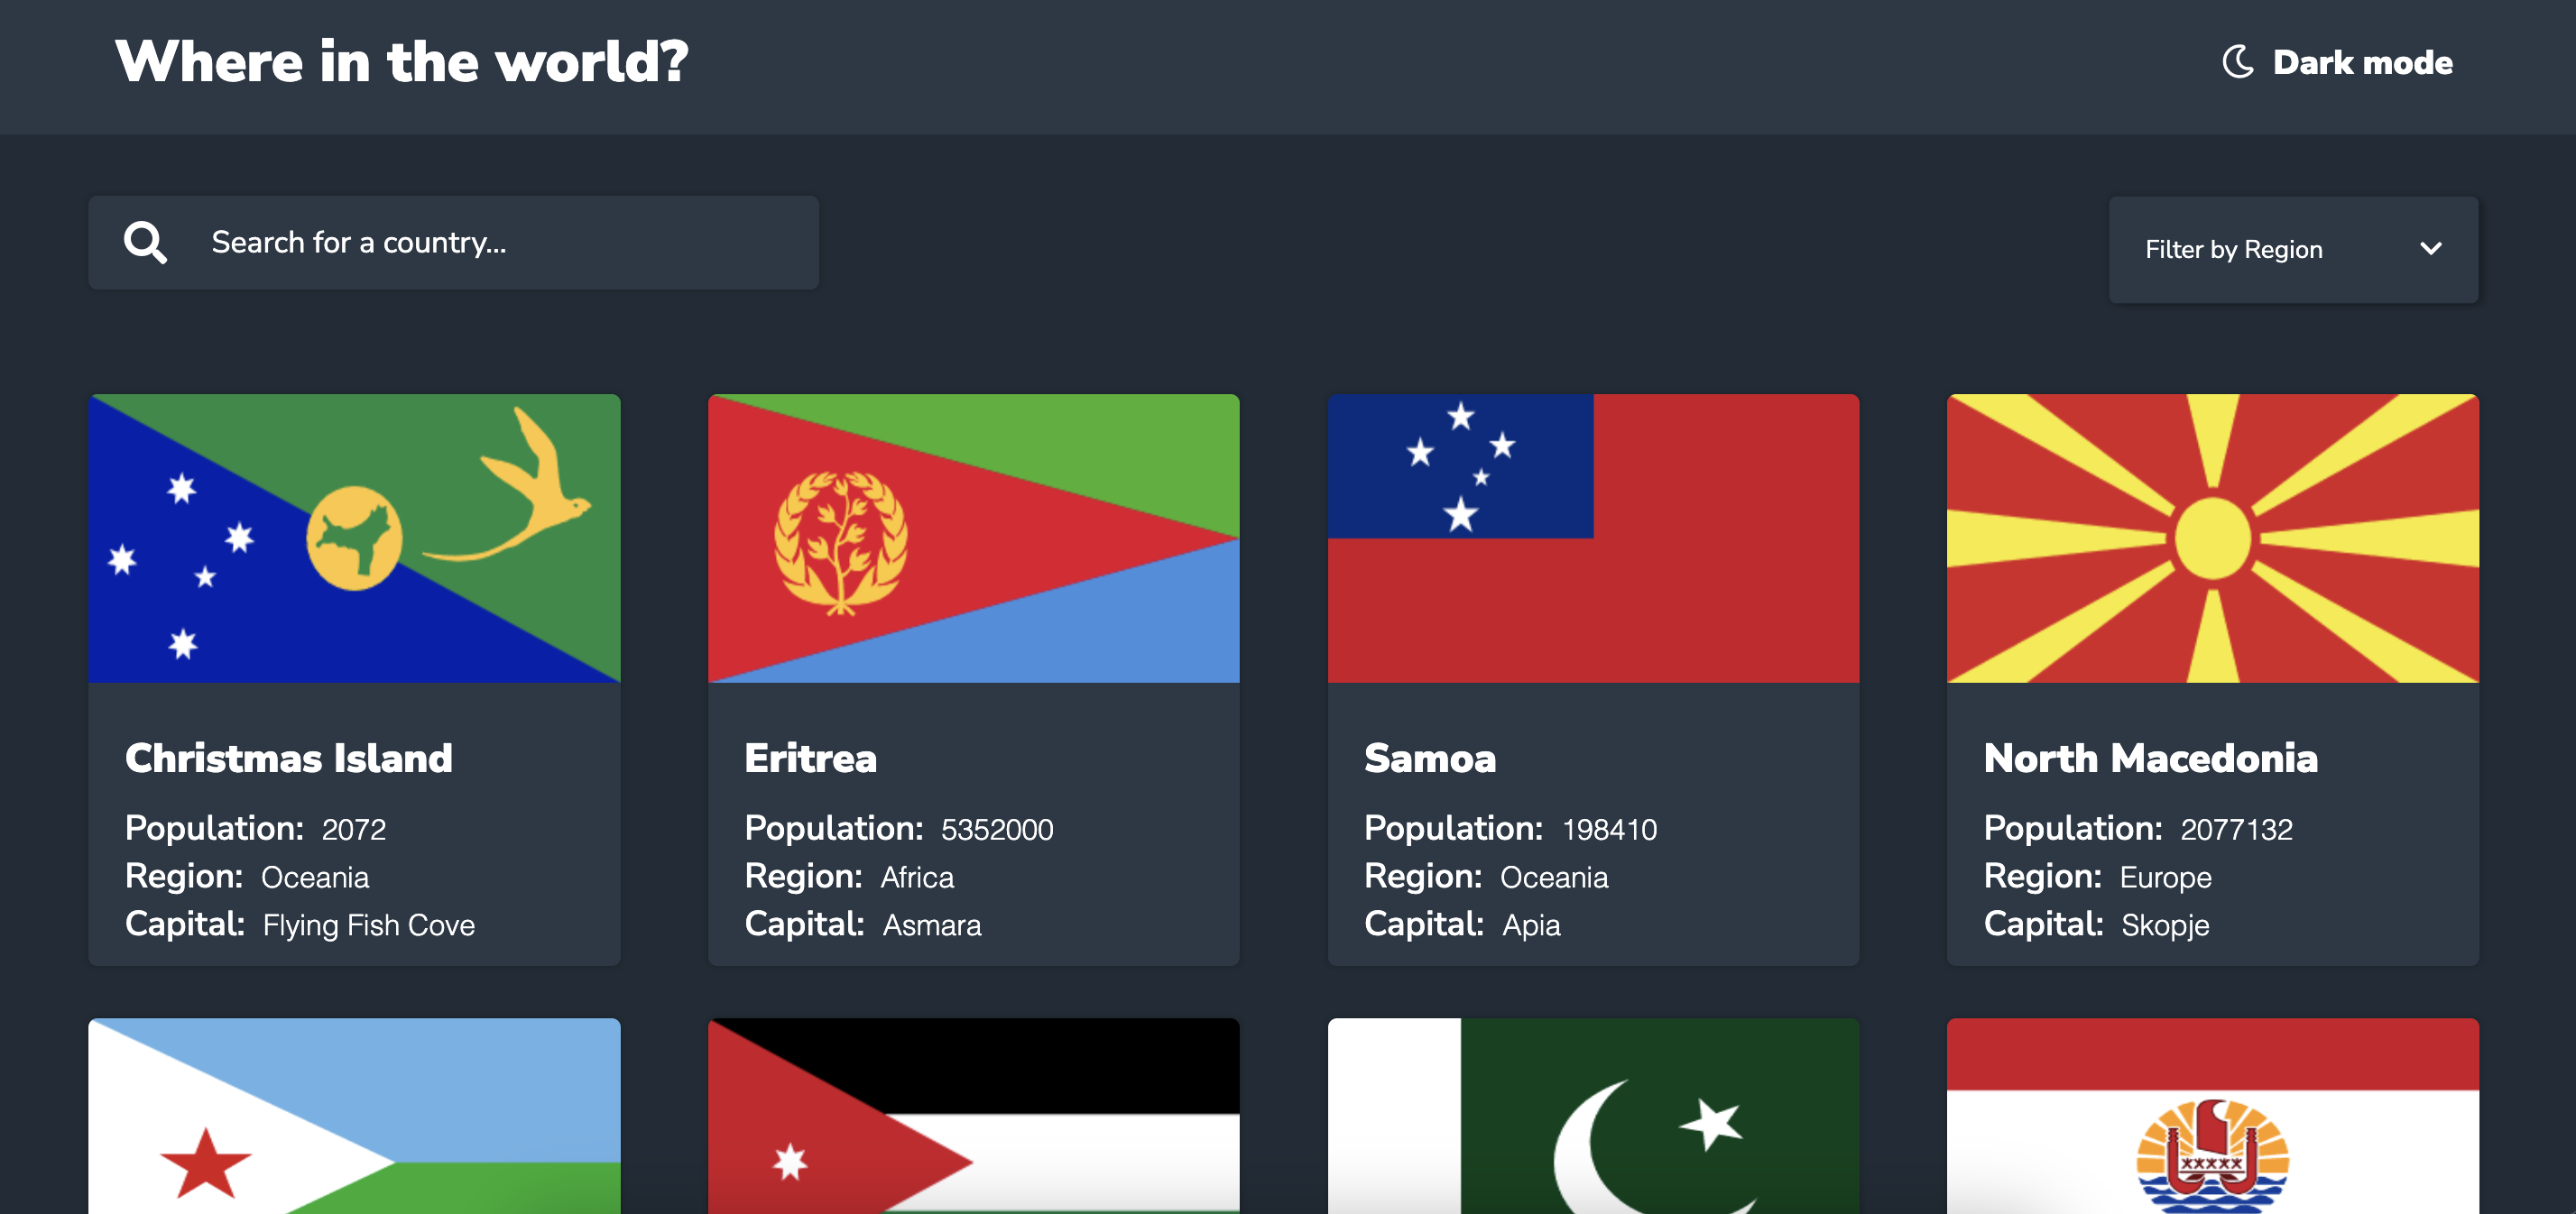 Where in the world?
Dark mode
Search for a country...
Filter by Region
Christmas Island
Population: 2072
Region: Oceania
Capital: Flying Fish Cove
Eritrea
Population: 5352000
Region: Africa
Capital: Asmara
Samoa
Population: 198410
Region: Oceania
Capital: Apia
North Macedonia
Population: 2077132
Region: Europe
Capital: Skopje